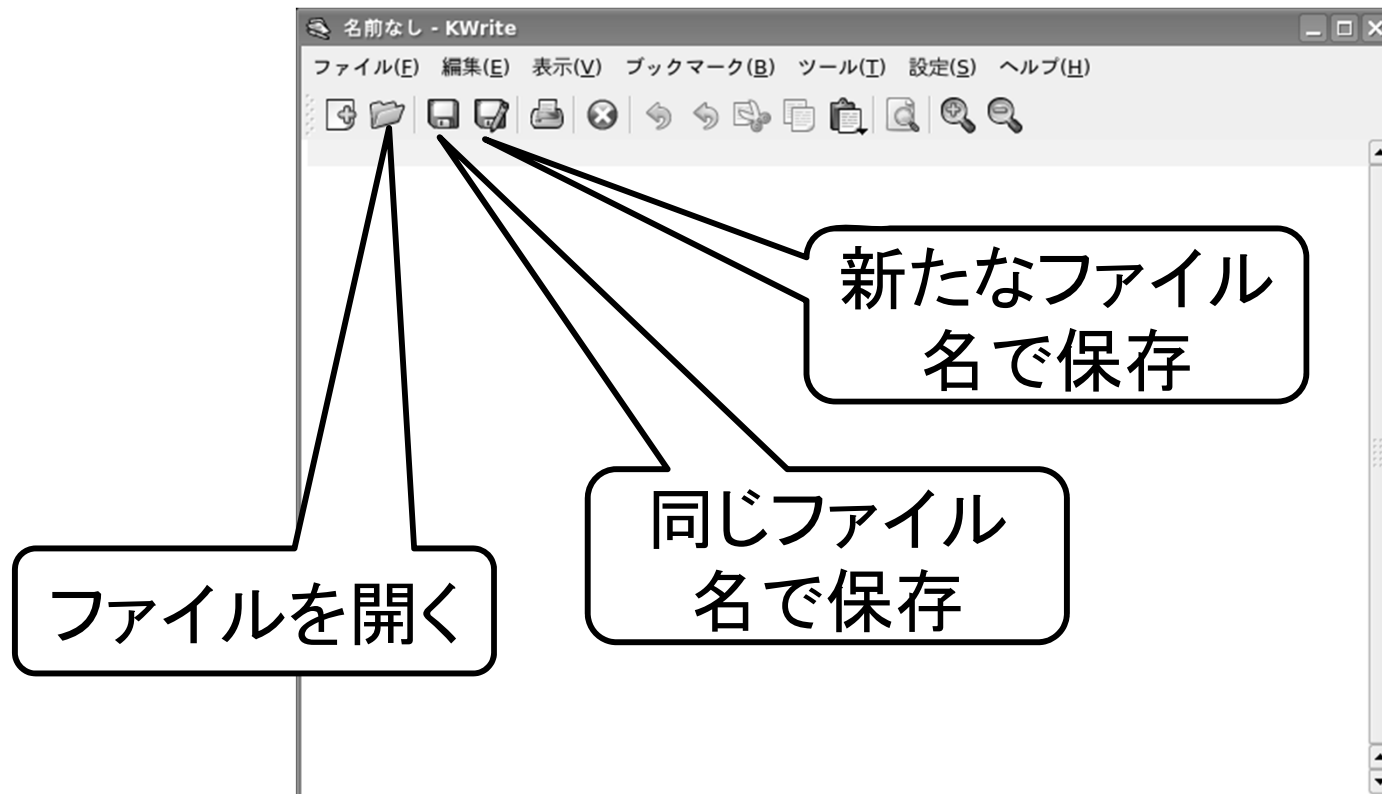 名前なし - KWrite
ファイル(F) 編集(E) 表示(V) ブックマーク(B) ツール(T) 設定(S) ヘルプ(H)
新たなファイル
名で保存
同じファイル
名で保存
ファイルを開く